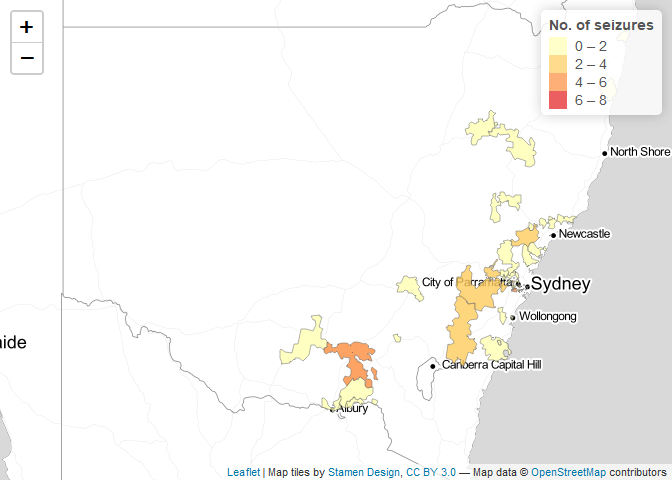 +
−
No. of seizures
0 – 2
2 – 4
4 – 6
6 – 8
North Shore
Newcastle
City of Parramatta
Sydney
Wollongong
aide
Canberra Capital Hill
Albury
Leaflet | Map tiles by Stamen Design, CC BY 3.0 — Map data © OpenStreetMap contributors